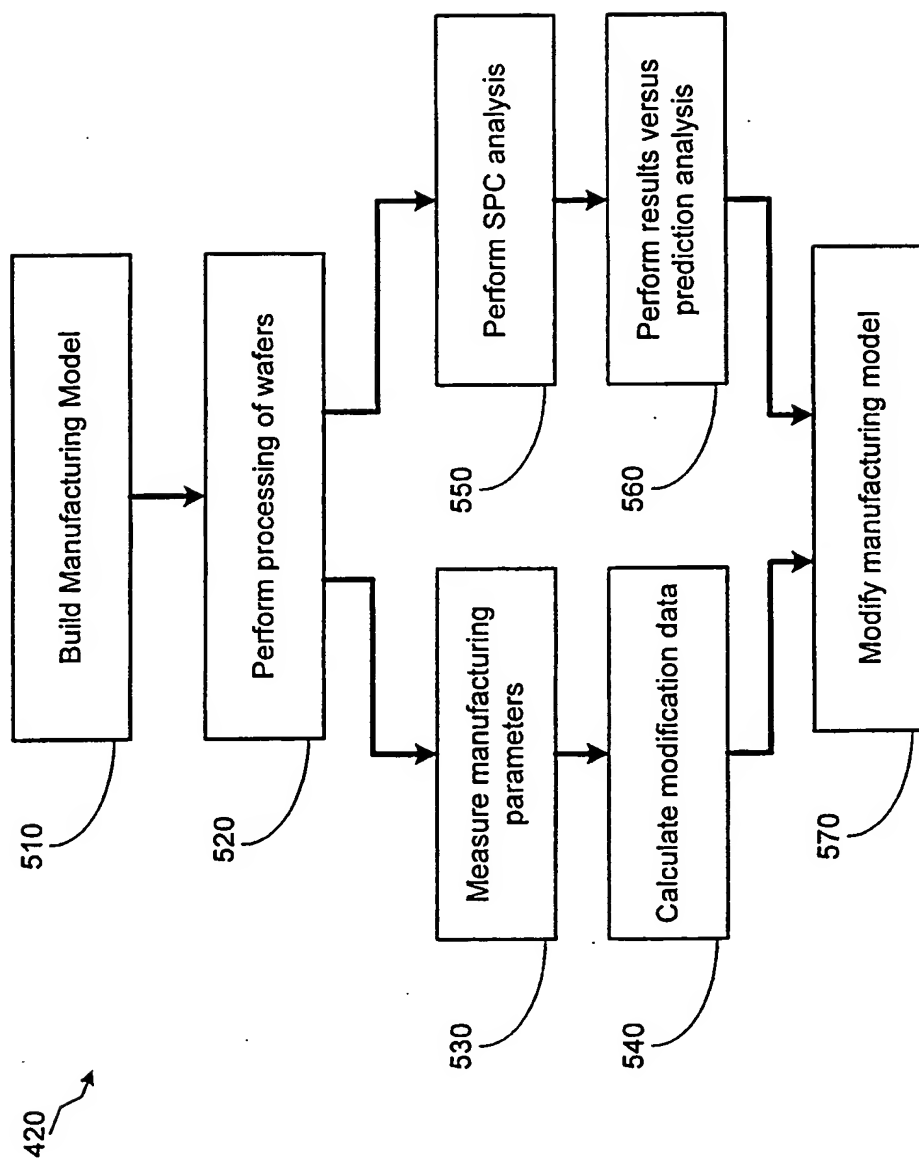 420
510
Build Manufacturing Model
520
Perform processing of wafers
530
Measure manufacturing
parameters
550
Perform SPC analysis
540
Calculate modification data
560
Perform results versus
prediction analysis
570
Modify manufacturing model